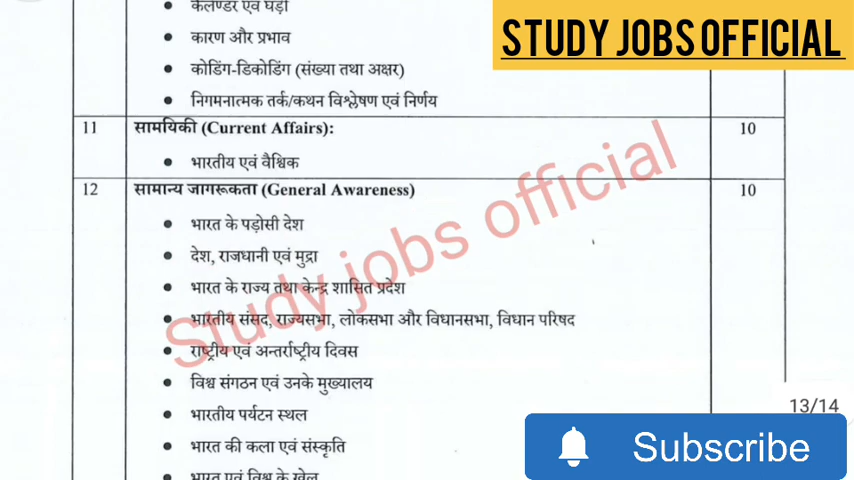 कैलेण्डर एवं घड़ी
STUDY JOBS OFFICIAL
कारण और प्रभाव
कोडिंग-डिकोडिंग (संख्या तथा अक्षर)
निगमनात्मक तर्क/कथन विश्लेषण एवं निर्णय
11 सामयिकी (Current Affairs): 10
भारतीय एवं वैश्विक
12 सामान्य जागरूकता (General Awareness) 10
भारत के पड़ोसी देश
देश, राजधानी एवं मुद्रा
भारत के राज्य तथा केन्द्र शासित प्रदेश
भारतीय संसद, राज्यसभा, लोकसभा और विधानसभा, विधान परिषद
राष्ट्रीय एवं अन्तर्राष्ट्रीय दिवस
विश्व संगठन एवं उनके मुख्यालय
भारतीय पर्यटन स्थल
भारत की कला एवं संस्कृति
भारत एवं विश्व के खेल
Study jobs official
13/14
Subscribe